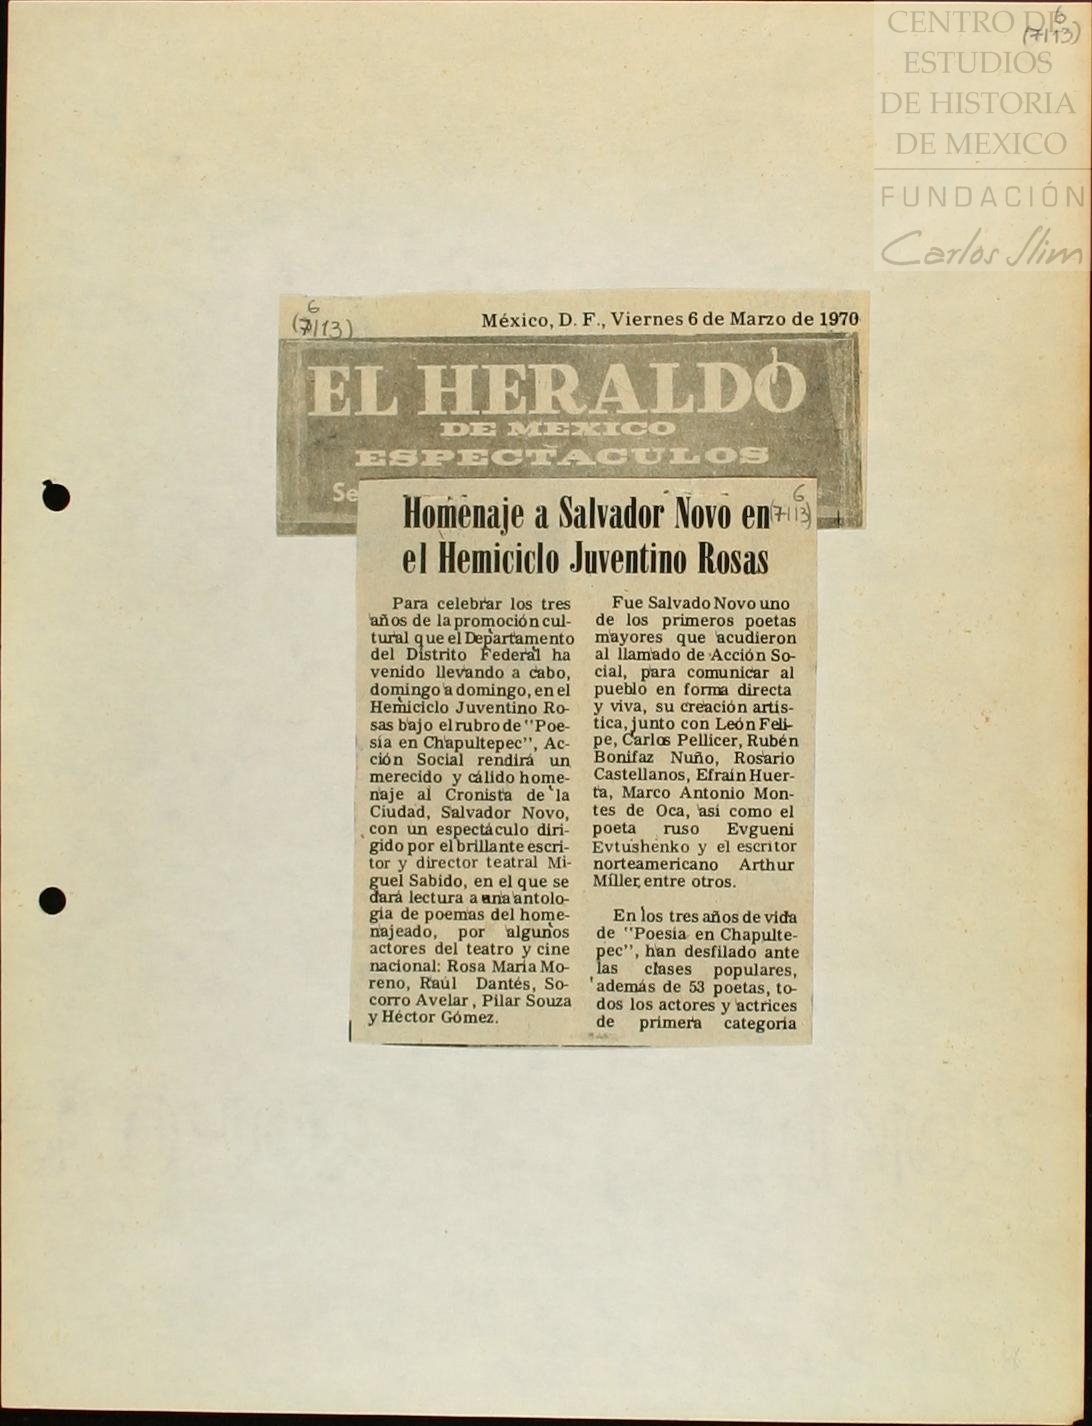 CENTRO DE
ESTUDIOS
DE HISTORIA
DE MEXICO
FUNDACIÓN
Carlos Slim
6
(7/13)
6
(7/13)
México, D. F., Viernes 6 de Marzo de 1970
EL HERALDO
DE MEXICO
ESPECTACULOS
Se
6
(7/13)
Homenaje a Salvador Novo en
el Hemiciclo Juventino Rosas
Para celebrar los tres
años de la promoción cul-
tural que el Departamento
del Distrito Federal ha
venido llevando a cabo,
domingo a domingo, en el
Hemiciclo Juventino Ro-
sas bajo el rubro de "Poe-
sía en Chapultepec", Ac-
ción Social rendirá un
merecido y cálido home-
naje al Cronista de la
Ciudad, Salvador Novo,
con un espectáculo diri-
gido por el brillante escri-
tor y director teatral Mi-
guel Sabido, en el que se
dará lectura a una antolo-
gía de poemas del home-
najeado, por algunos
actores del teatro y cine
nacional: Rosa María Mo-
reno, Raúl Dantés, So-
corro Avelar, Pilar Souza
y Héctor Gómez.
Fue Salvado Novo uno
de los primeros poetas
mayores que acudieron
al llamado de Acción So-
cial, para comunicar al
pueblo en forma directa
y viva, su creación artís-
tica, junto con León Feli-
pe, Carlos Pellicer, Rubén
Bonifaz Nuño, Rosario
Castellanos, Efraín Huer-
ta, Marco Antonio Mon-
tes de Oca, así como el
poeta ruso Evgueni
Evtushenko y el escritor
norteamericano Arthur
Miller, entre otros.
En los tres años de vida
de "Poesía en Chapulte-
pec", han desfilado ante
las clases populares,
además de 53 poetas, to-
dos los actores y actrices
de primera categoría